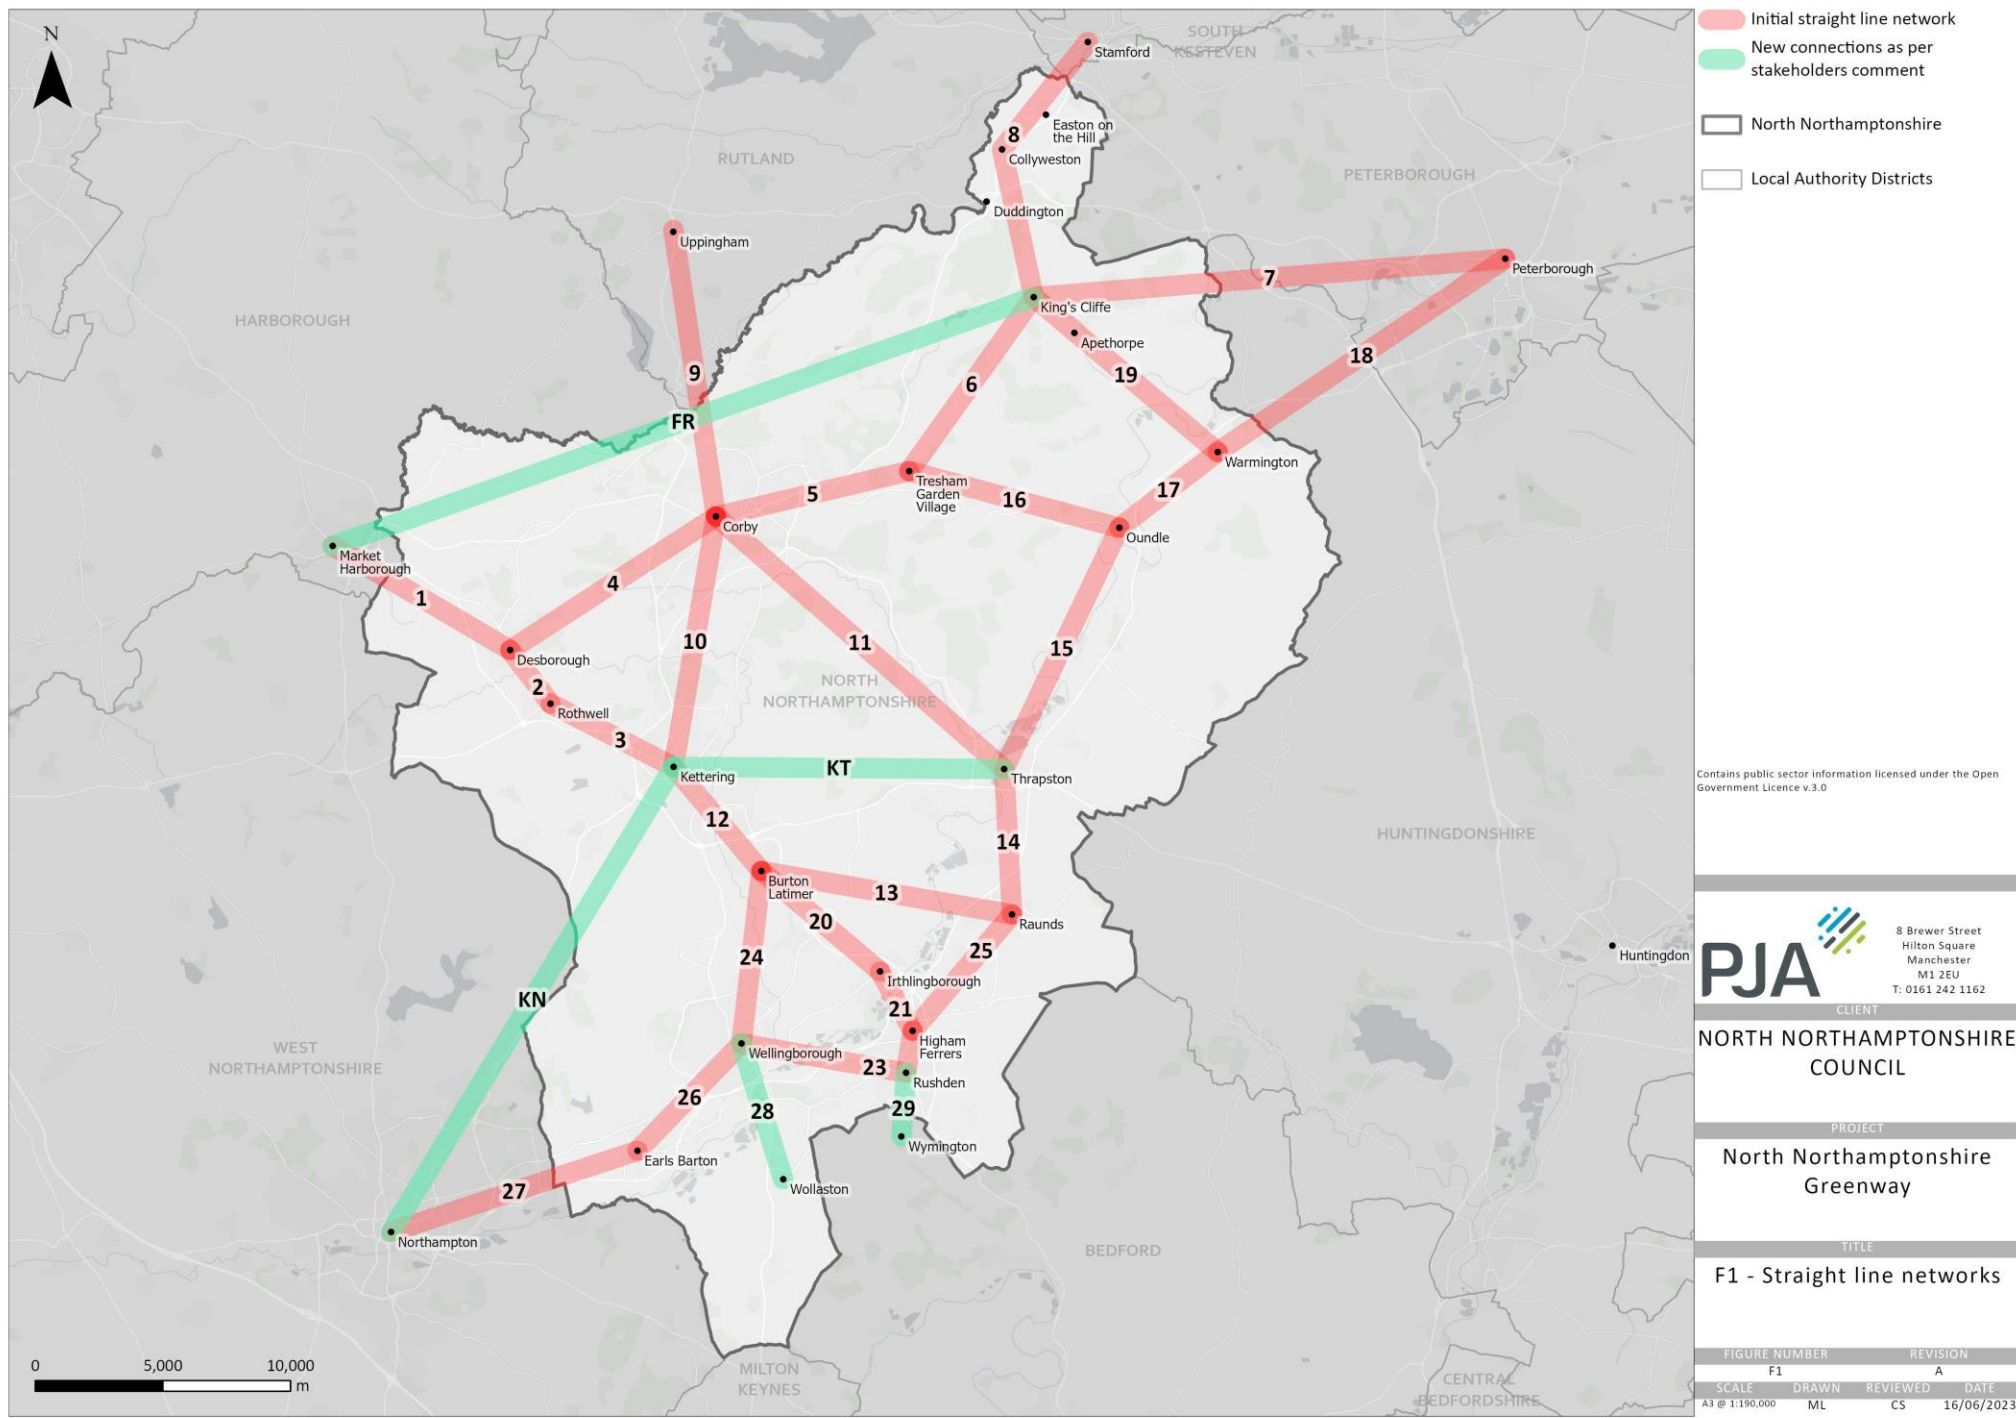 N
Stamford
SOUTH
KESTEVEN
Easton on
the Hill
8
Collyweston
RUTLAND
PETERBOROUGH
Duddington
Uppingham
Peterborough
7
King's Cliffe
HARBOROUGH
Apethorpe
18
9
6
19
FR
Warmington
Tresham
Garden
Village
5
16
17
Corby
Oundle
Market
Harborough
4
1
10
11
15
Desborough
2
NORTH
NORTHAMPTONSHIRE
Rothwell
3
KT
Kettering
Thrapston
12
HUNTINGDONSHIRE
14
Burton
Latimer
13
20
Raunds
24
25
Huntingdon
Irthlingborough
KN
21
Higham
Ferrers
WEST
NORTHAMPTONSHIRE
Wellingborough
23
Rushden
26
28
29
Wymington
Earls Barton
27
Wollaston
Northampton
BEDFORD
0 5,000 10,000
m
MILTON
KEYNES
CENTRAL
BEDFORDSHIRE
Initial straight line network
New connections as per
stakeholders comment
North Northamptonshire
Local Authority Districts
Contains public sector information licensed under the Open
Government Licence v.3.0
PJA
8 Brewer Street
Hilton Square
Manchester
M1 2EU
T: 0161 242 1162
CLIENT
NORTH NORTHAMPTONSHIRE
COUNCIL
PROJECT
North Northamptonshire
Greenway
TITLE
F1 - Straight line networks
FIGURE NUMBER REVISION
F1 A
SCALE DRAWN REVIEWED DATE
A3 @ 1:190,000 ML CS 16/06/2023